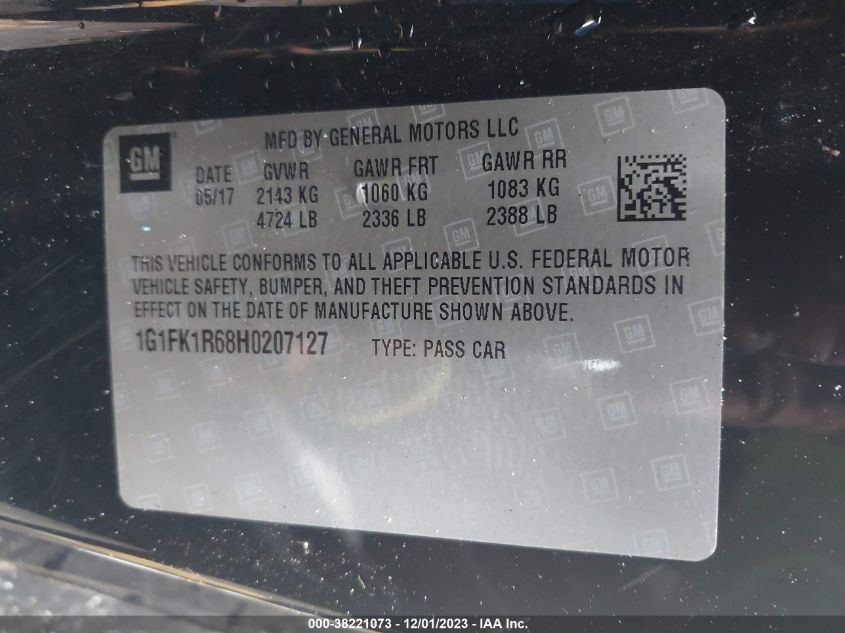 MFD BY GENERAL MOTORS LLC
GM
DATE GVWR GAWR FRT GAWR RR
05/17 2143 KG 1060 KG 1083 KG
4724 LB 2336 LB 2388 LB
THIS VEHICLE CONFORMS TO ALL APPLICABLE U.S. FEDERAL MOTOR
VEHICLE SAFETY, BUMPER, AND THEFT PREVENTION STANDARDS IN
EFFECT ON THE DATE OF MANUFACTURE SHOWN ABOVE.
1G1FK1R68H0207127 TYPE: PASS CAR
000-38221073 - 12/01/2023 - IAA Inc.